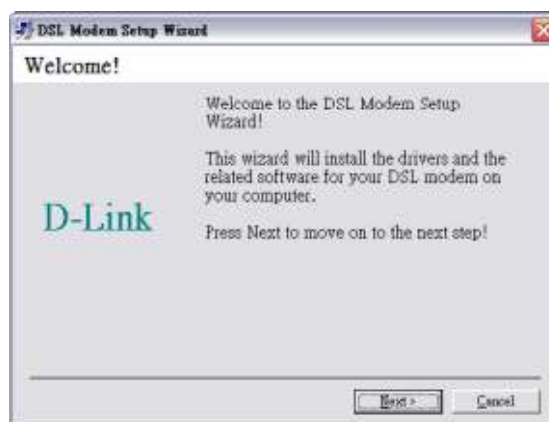 DSL Modem Setup Wizard
Welcome!
Welcome to the DSL Modem Setup
Wizard!
This wizard will install the drivers and the
related software for your DSL modem on
your computer.
Press Next to move on to the next step!
D-Link
Next >
Cancel